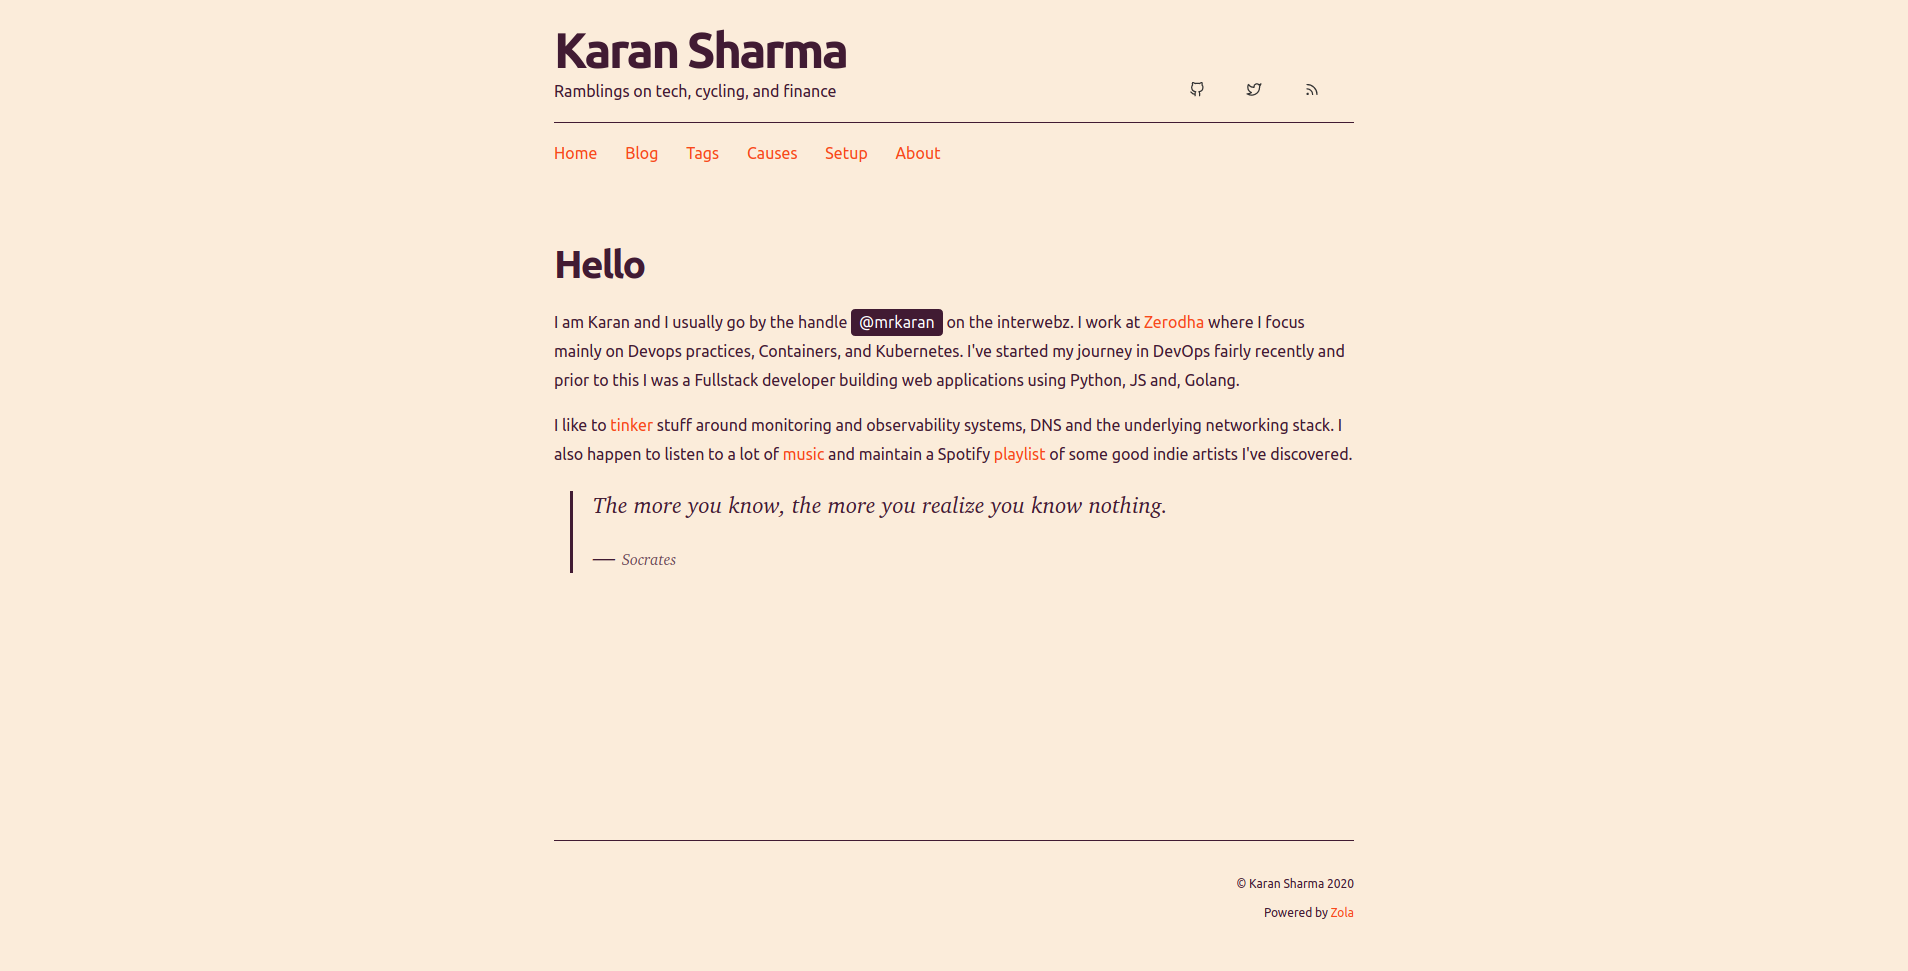 Karan Sharma
Ramblings on tech, cycling, and finance
Home Blog Tags Causes Setup About
Hello
I am Karan and I usually go by the handle @mrkaran on the interwebz. I work at Zerodha where I focus
mainly on Devops practices, Containers, and Kubernetes. I've started my journey in DevOps fairly recently and
prior to this I was a Fullstack developer building web applications using Python, JS and, Golang.
I like to tinker stuff around monitoring and observability systems, DNS and the underlying networking stack. I
also happen to listen to a lot of music and maintain a Spotify playlist of some good indie artists I've discovered.
The more you know, the more you realize you know nothing.
— Socrates
© Karan Sharma 2020
Powered by Zola